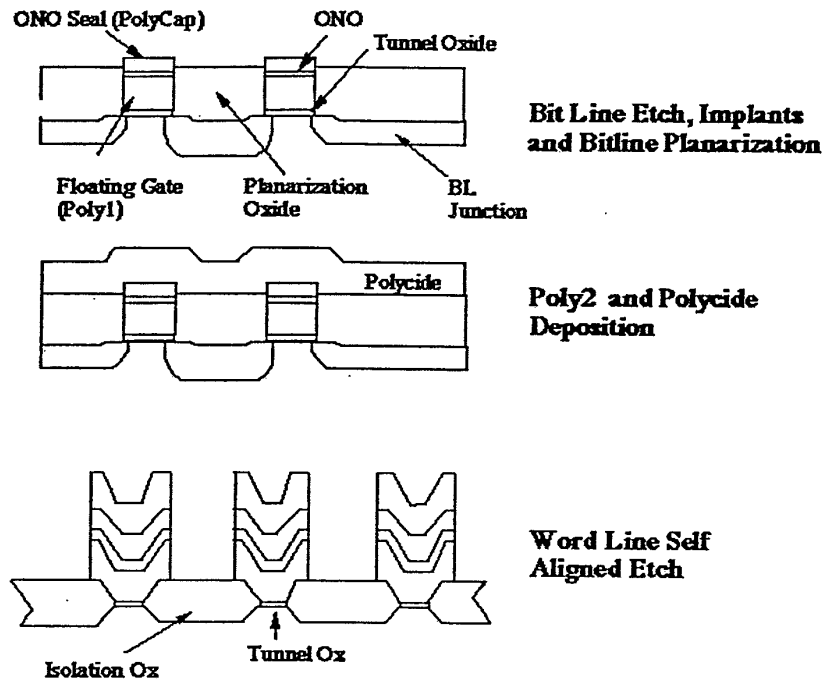 ONO Seal (PolyCap)
ONO
Tunnel Oxide
Bit Line Etch, Implants
and Bitline Planarization
Floating Gate
(Poly1)
Planarization
Oxide
BL
Junction
Polycide
Poly2 and Polycide
Deposition
Word Line Self
Aligned Etch
Isolation Ox
Tunnel Ox